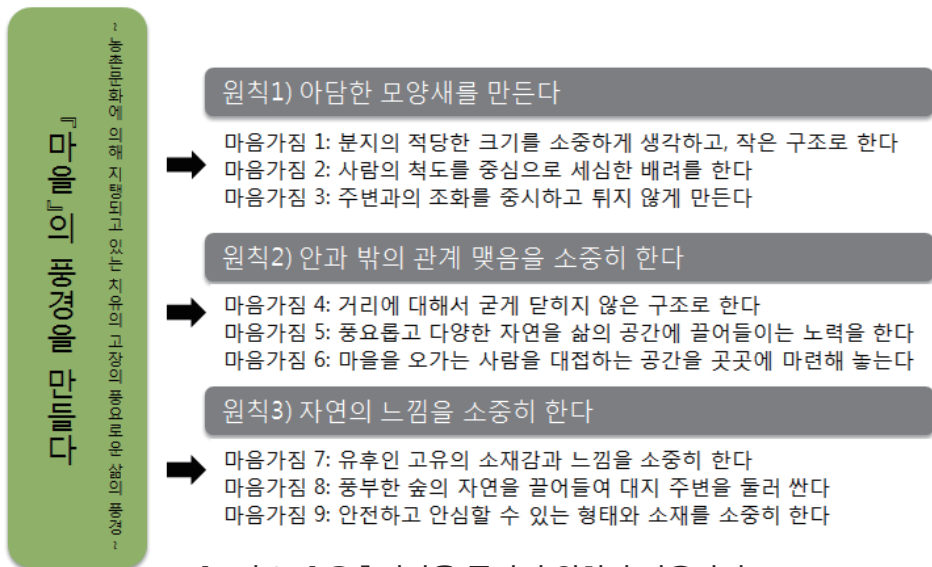 『마을』의 풍경을 만들다
~농촌문화에 의해 지탱되고 있는 치유의 고장의 풍요로운 삶의 풍경~
원칙1) 아담한 모양새를 만든다
마음가짐 1: 분지의 적당한 크기를 소중하게 생각하고, 작은 구조로 한다
마음가짐 2: 사람의 척도를 중심으로 세심한 배려를 한다
마음가짐 3: 주변과의 조화를 중시하고 튀지 않게 만든다
원칙2) 안과 밖의 관계 맺음을 소중히 한다
마음가짐 4: 거리에 대해서 굳게 닫히지 않은 구조로 한다
마음가짐 5: 풍요롭고 다양한 자연을 삶의 공간에 끌어들이는 노력을 한다
마음가짐 6: 마을을 오가는 사람을 대접하는 공간을 곳곳에 마련해 놓는다
원칙3) 자연의 느낌을 소중히 한다
마음가짐 7: 유후인 고유의 소재감과 느낌을 소중히 한다
마음가짐 8: 풍부한 숲의 자연을 끌어들여 대지 주변을 둘러 싼다
마음가짐 9: 안전하고 안심할 수 있는 형태와 소재를 소중히 한다